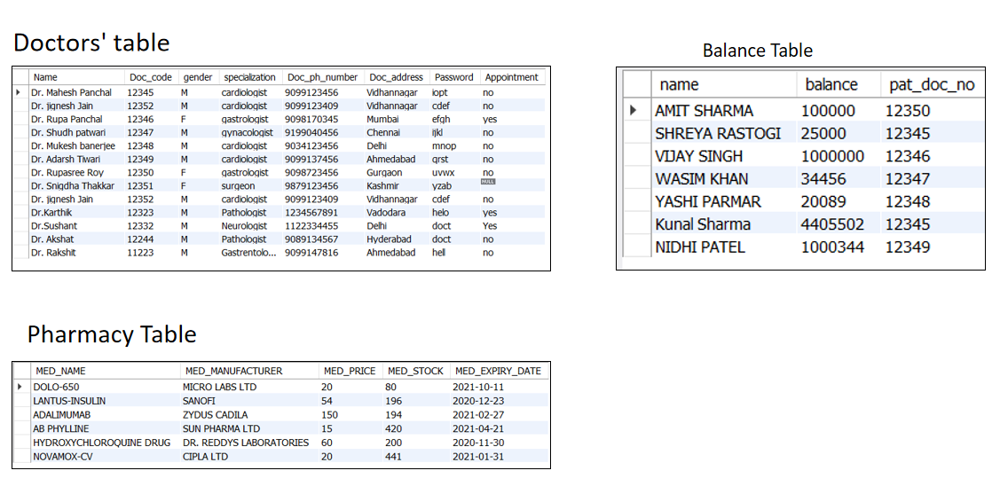 Doctors' table
Name Doc_code gender specialization Doc_ph_number Doc_address Password Appointment
Dr. Mahesh Panchal 12345 M cardiologist 9099123456 Vidhannagar iopt no
Dr. jignesh Jain 12352 M cardiologist 9099123409 Vidhannagar cdef no
Dr. Rupa Panchal 12346 F gastrologist 9098170345 Mumbai efgh yes
Dr. Shudh patwari 12347 M gynacologist 9199040456 Chennai ijkl no
Dr. Mukesh banerjee 12348 M cardiologist 9034123456 Delhi mnop no
Dr. Adarsh Tiwari 12349 M cardiologist 9099137456 Ahmedabad qrst no
Dr. Rupasree Roy 12350 F gastrologist 9098723456 Gurgaon uvwx no
Dr. Snigdha Thakkar 12351 F surgeon 9879123456 Kashmir yzab NULL
Dr. jignesh Jain 12352 M cardiologist 9099123409 Vidhannagar cdef no
Dr.Karthik 12323 M Pathologist 1234567891 Vadodara helo yes
Dr.Sushant 12332 M Neurologist 1122334455 Delhi doct Yes
Dr. Akshat 12244 M Pathologist 9089134567 Hyderabad doct no
Dr. Rakshit 11223 M Gastrentolo... 9099147816 Ahmedabad hell no
Balance Table
name balance pat_doc_no
AMIT SHARMA 100000 12350
SHREYA RASTOGI 25000 12345
VIJAY SINGH 1000000 12346
WASIM KHAN 34456 12347
YASHI PARMAR 20089 12348
Kunal Sharma 4405502 12345
NIDHI PATEL 1000344 12349
Pharmacy Table
MED_NAME MED_MANUFACTURER MED_PRICE MED_STOCK MED_EXPIRY_DATE
DOLO-650 MICRO LABS LTD 20 80 2021-10-11
LANTUS-INSULIN SANOFI 54 196 2020-12-23
ADALIMUMAB ZYDUS CADILA 150 194 2021-02-27
AB PHYLLINE SUN PHARMA LTD 15 420 2021-04-21
HYDROXYCHLOROQUINE DRUG DR. REDDYS LABORATORIES 60 200 2020-11-30
NOVAMOX-CV CIPLA LTD 20 441 2021-01-31